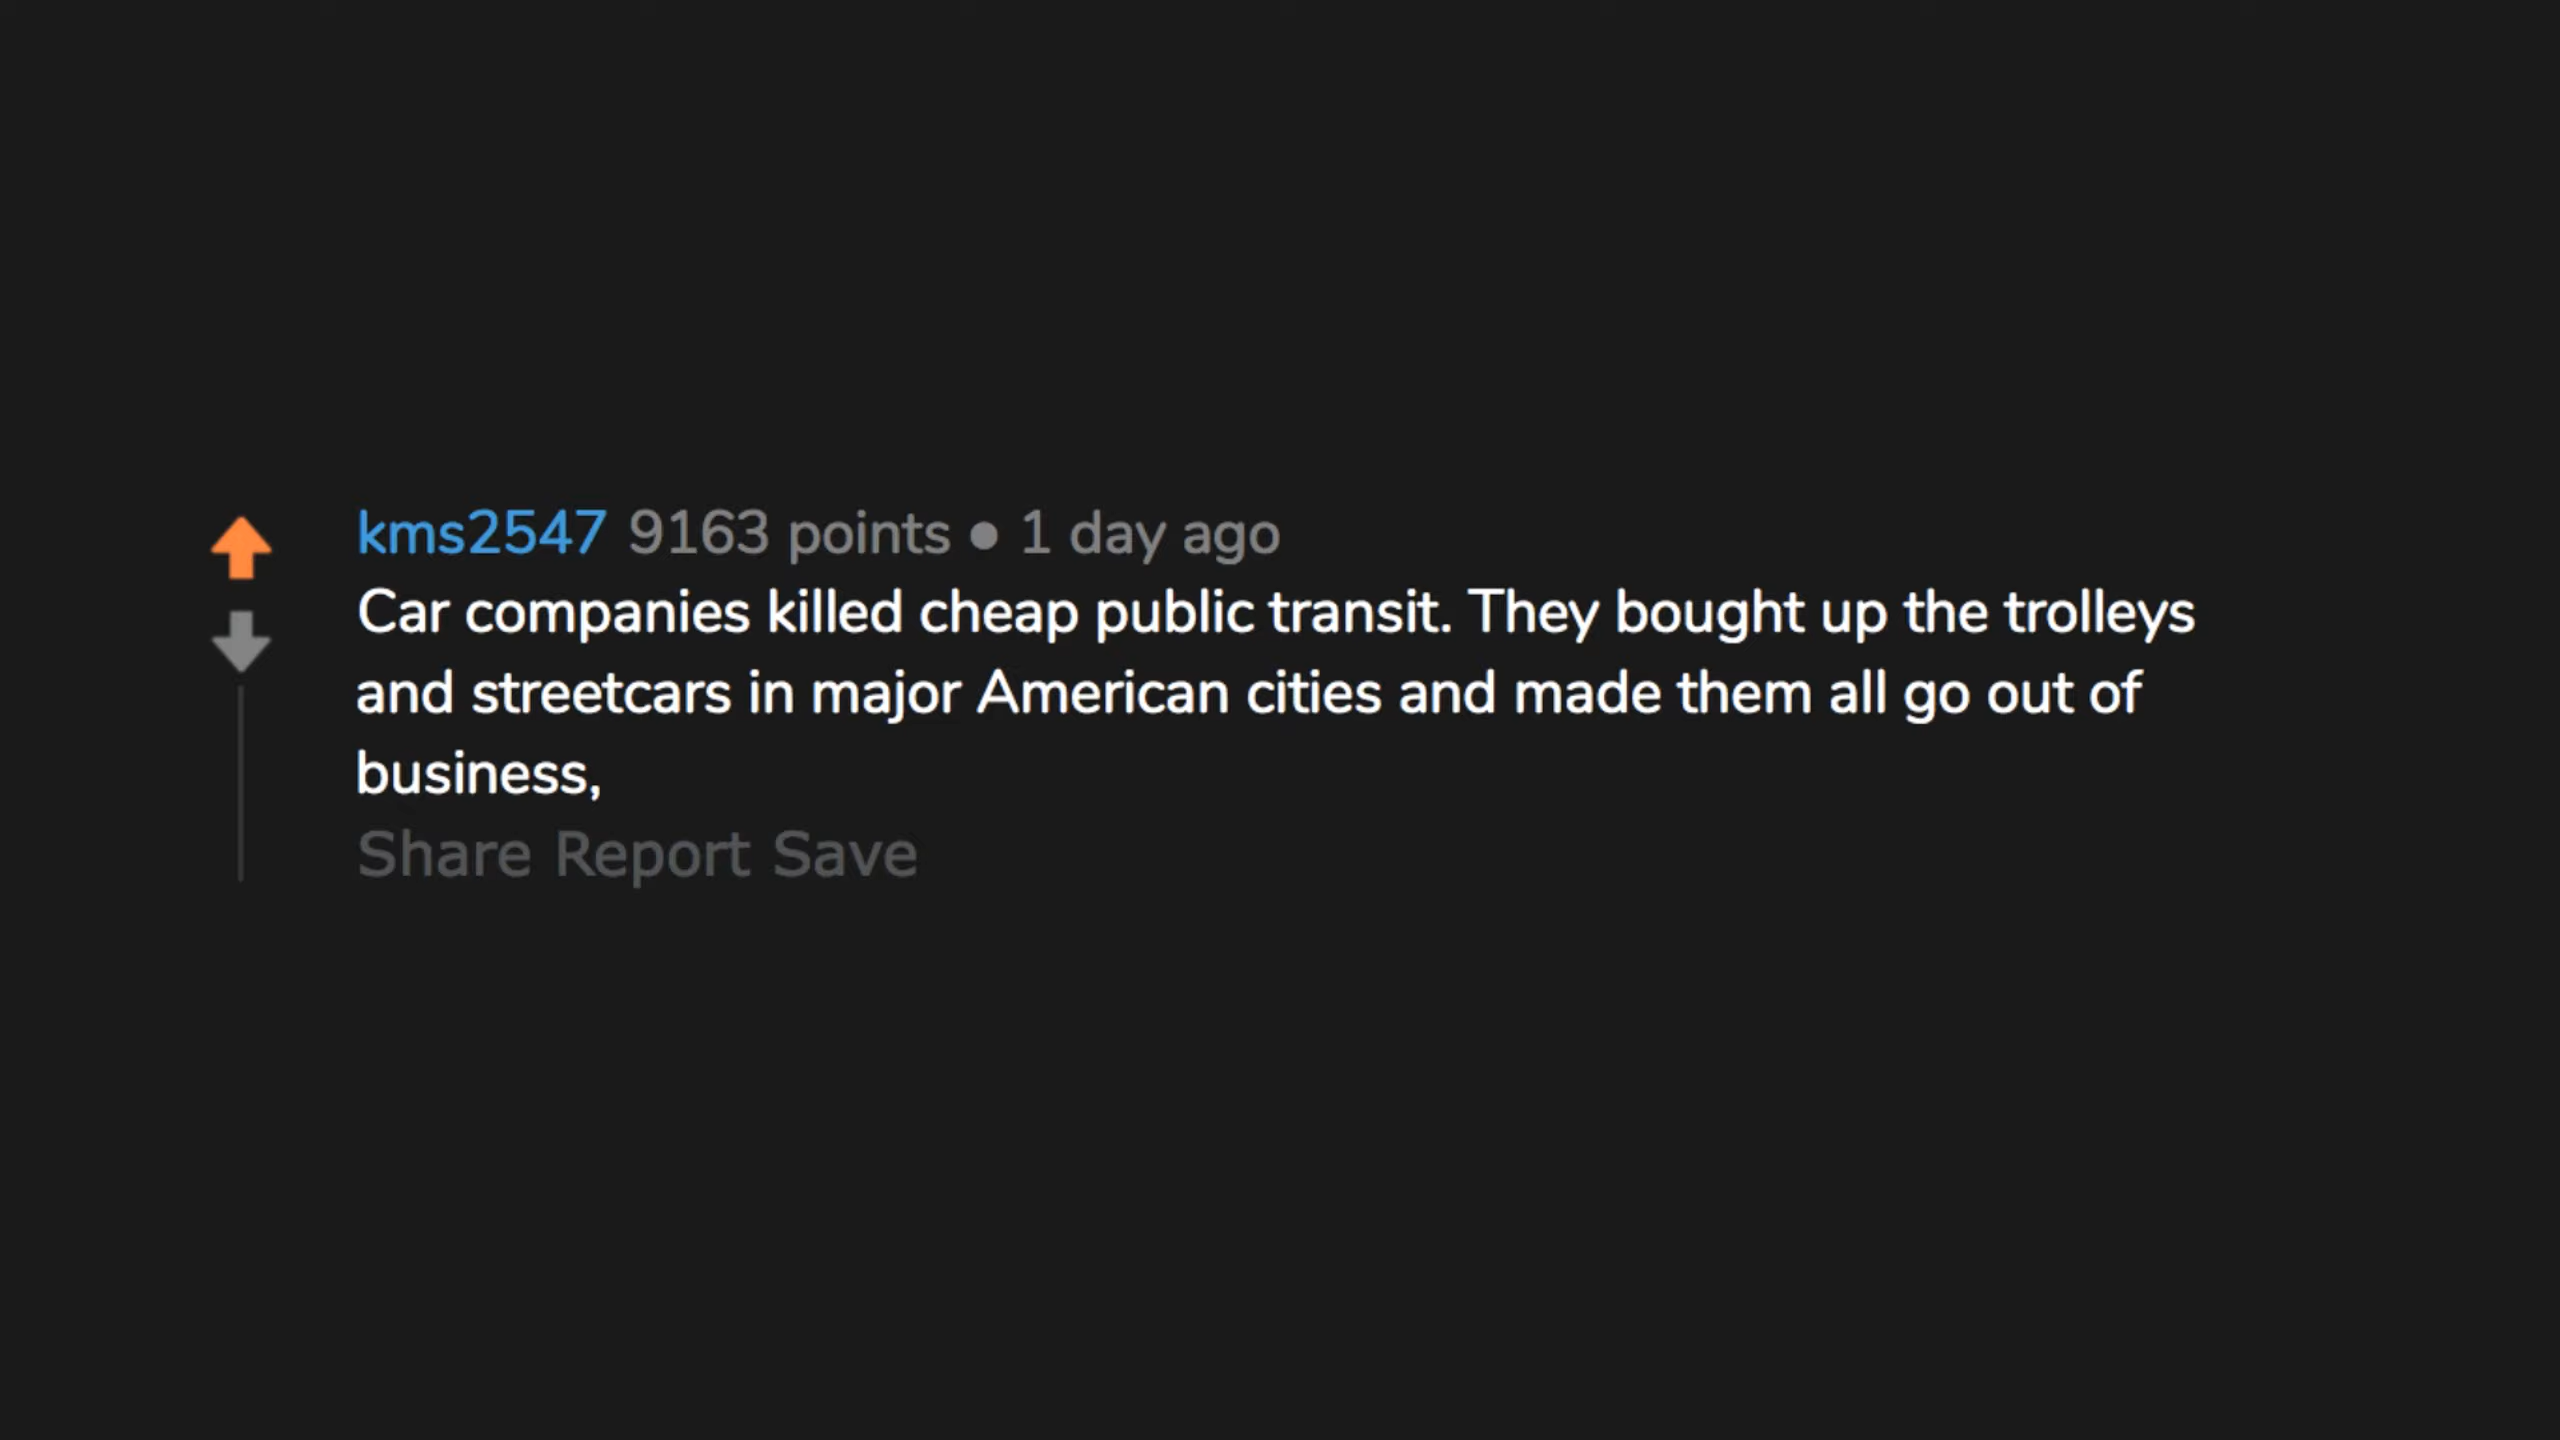 kms2547 9163 points • 1 day ago
Car companies killed cheap public transit. They bought up the trolleys
and streetcars in major American cities and made them all go out of
business,
Share Report Save